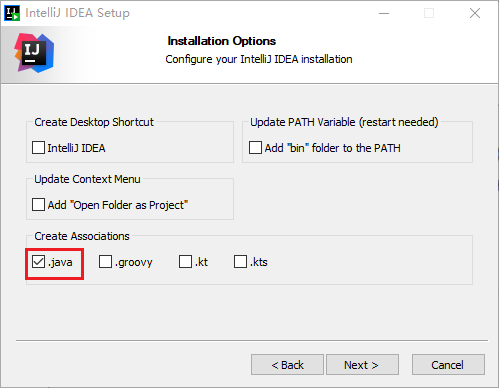 IntelliJ IDEA Setup
IJ
Installation Options
Configure your IntelliJ IDEA installation
Create Desktop Shortcut
IntelliJ IDEA
Update PATH Variable (restart needed)
Add "bin" folder to the PATH
Update Context Menu
Add "Open Folder as Project"
Create Associations
.java .groovy .kt .kts
< Back Next > Cancel